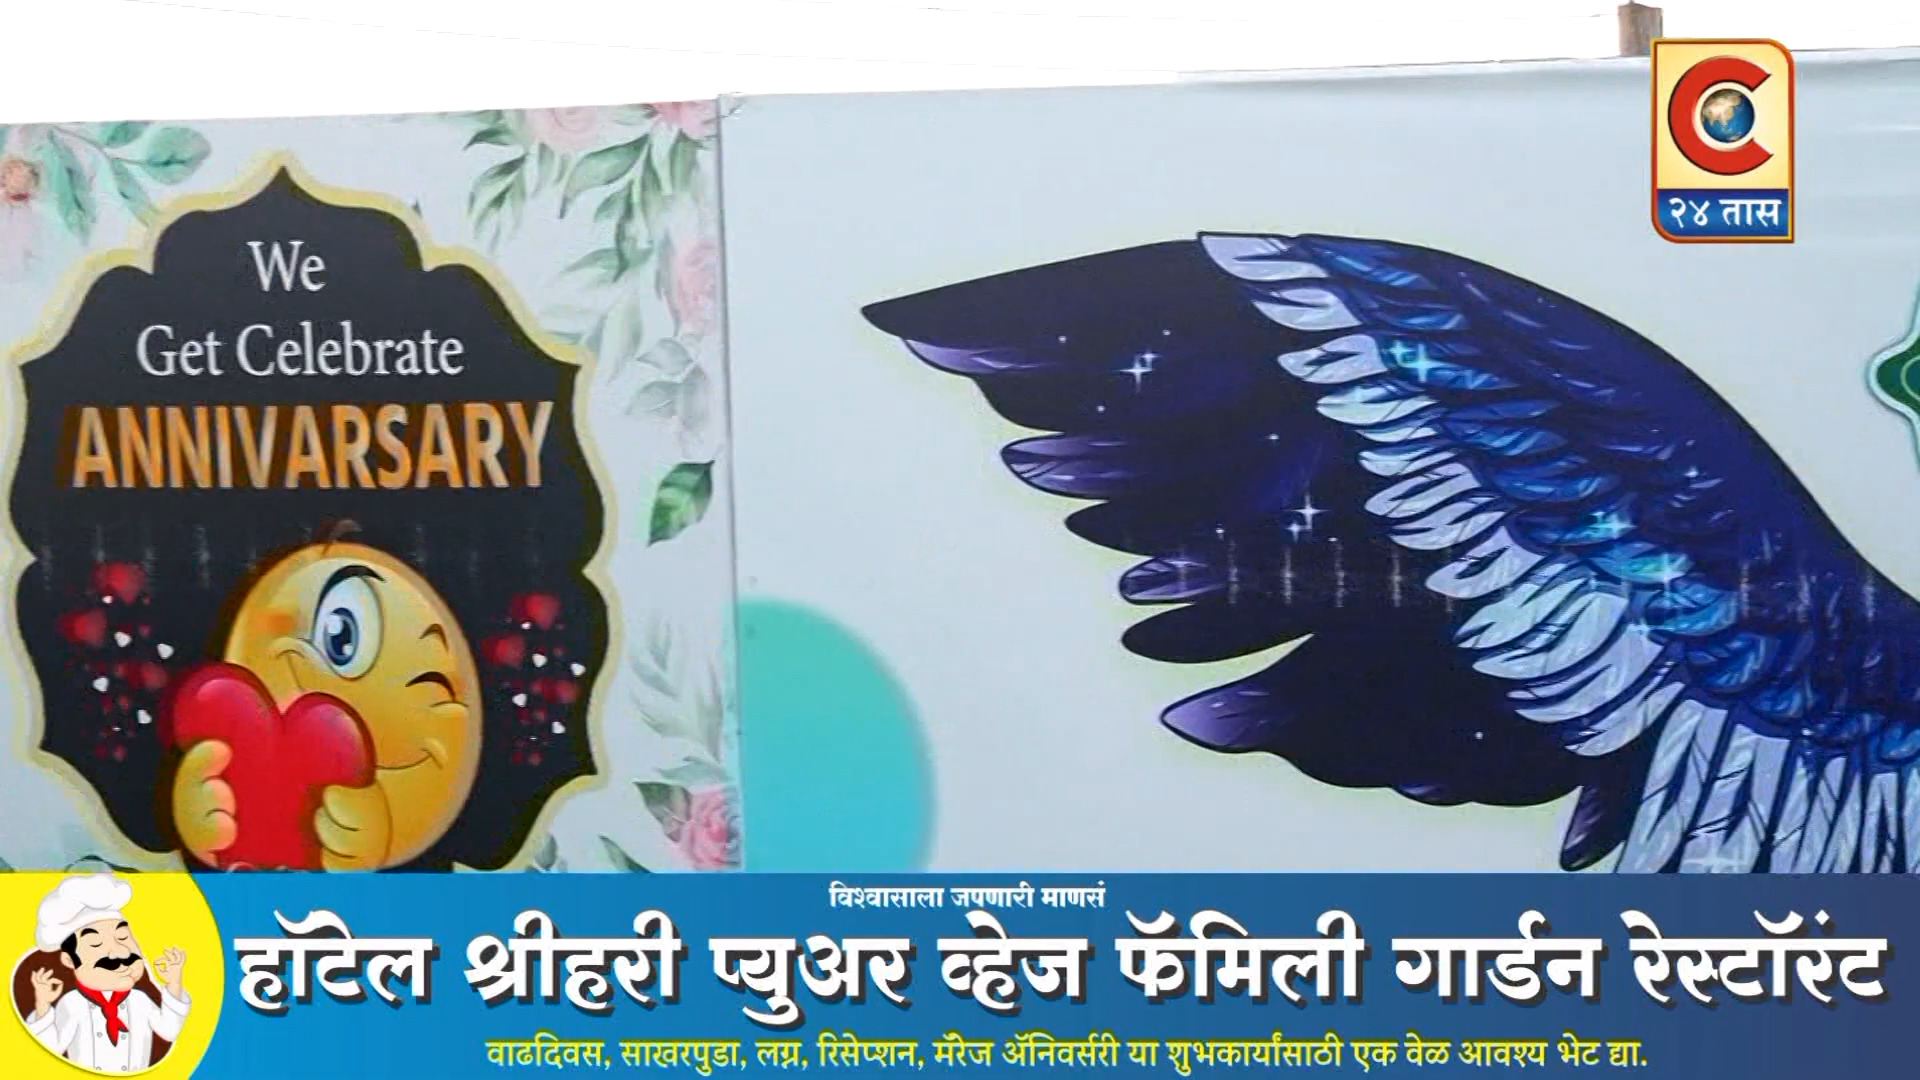 We
Get Celebrate
ANNIVARSARY
C
२४ तास
विश्वासाला जपणारी माणसं
हॉटेल श्रीहरी प्युअर व्हेज फॅमिली गार्डन रेस्टॉरंट
वाढदिवस, साखरपुडा, लग्न, रिसेप्शन, मॅरेज ॲनिवर्सरी या शुभकार्यासाठी एक वेळ आवश्य भेट द्या.